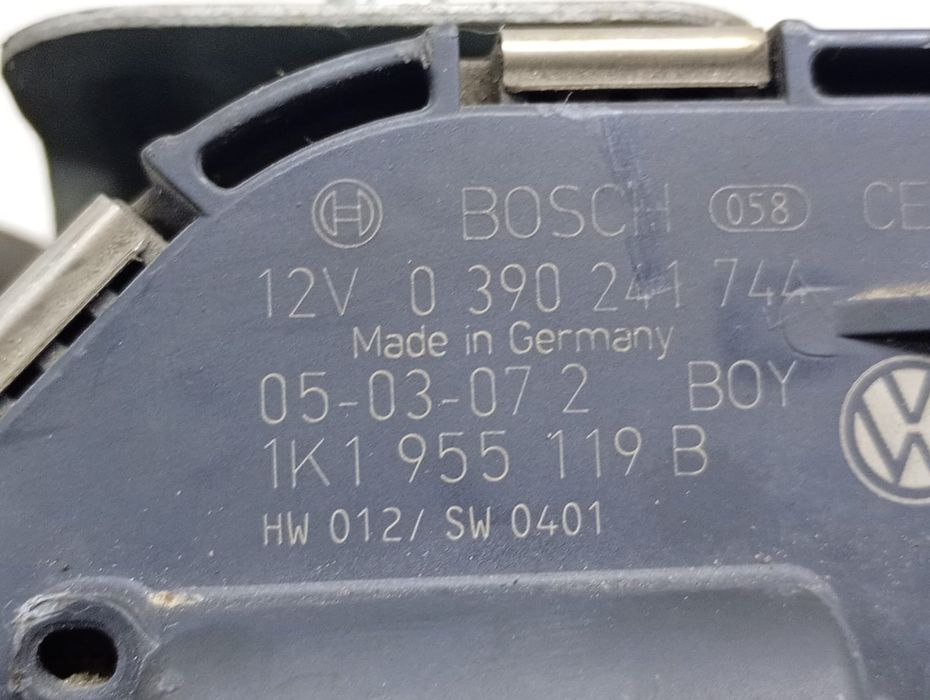 BOSCH 058 CE
12V 0 390 241 744
Made in Germany
05-03-07 2 BOY
1K1 955 119 B
HW 012/ SW 0401